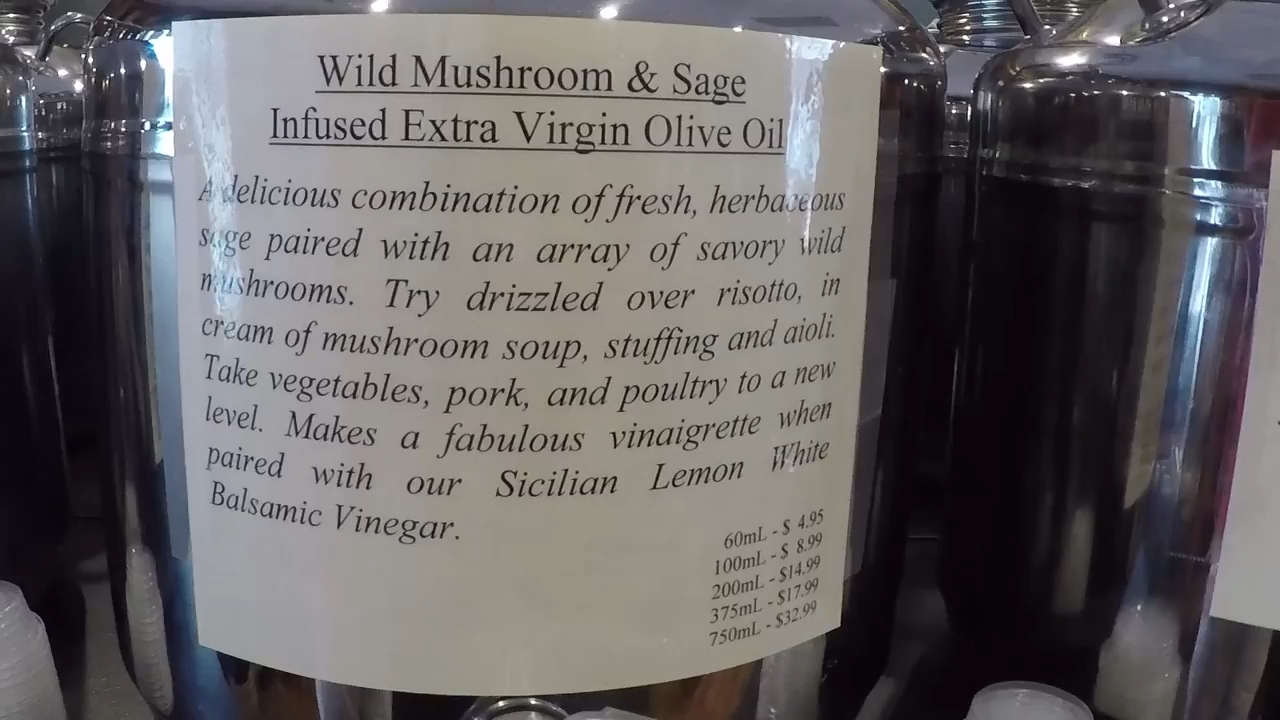 Wild Mushroom & Sage
Infused Extra Virgin Olive Oil
A delicious combination of fresh, herbaceous
sage paired with an array of savory wild
mushrooms. Try drizzled over risotto, in
cream of mushroom soup, stuffing and aioli.
Take vegetables, pork, and poultry to a new
level. Makes a fabulous vinaigrette when
paired with our Sicilian Lemon White
Balsamic Vinegar.
60mL - $ 4.95
100mL - $ 8.99
200mL - $14.99
375mL - $17.99
750mL - $32.99